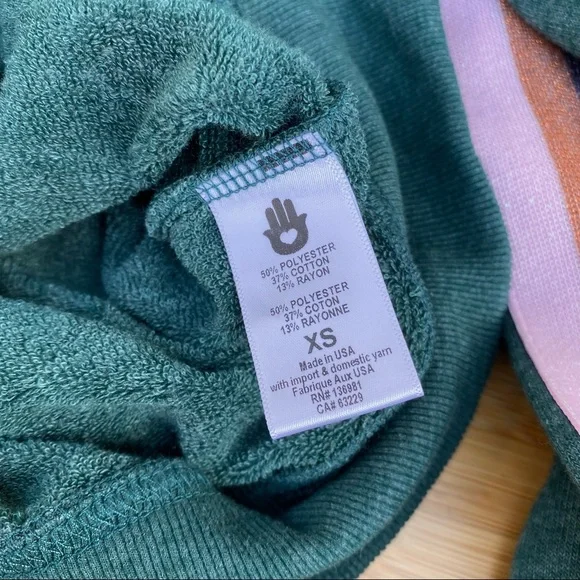 50% POLYESTER
37% COTTON
13% RAYON
50% POLYESTER
37% COTON
13% RAYONNE
XS
Made in USA
with import & domestic yarn
Fabrique Aux USA
RN# 136981
CA# 63229